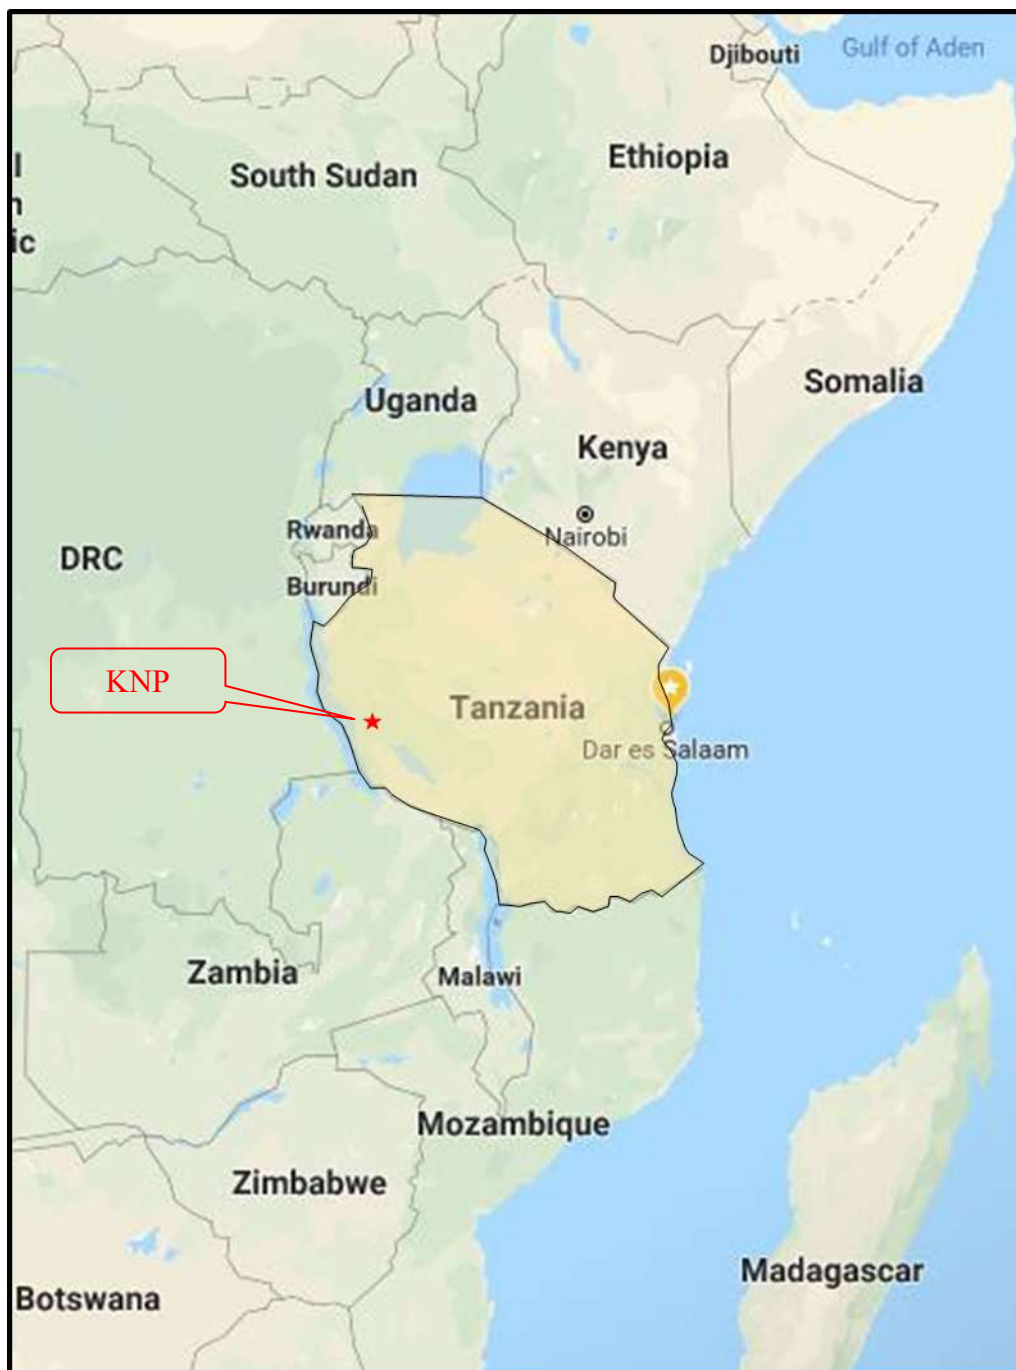 Djibouti
Gulf of Aden
Ethiopia
South Sudan
l
n
ic
Somalia
Uganda
Kenya
Nairobi
Rwanda
DRC
Burundi
KNP
Tanzania
Dar es Salaam
Zambia
Malawi
Mozambique
Zimbabwe
Madagascar
Botswana